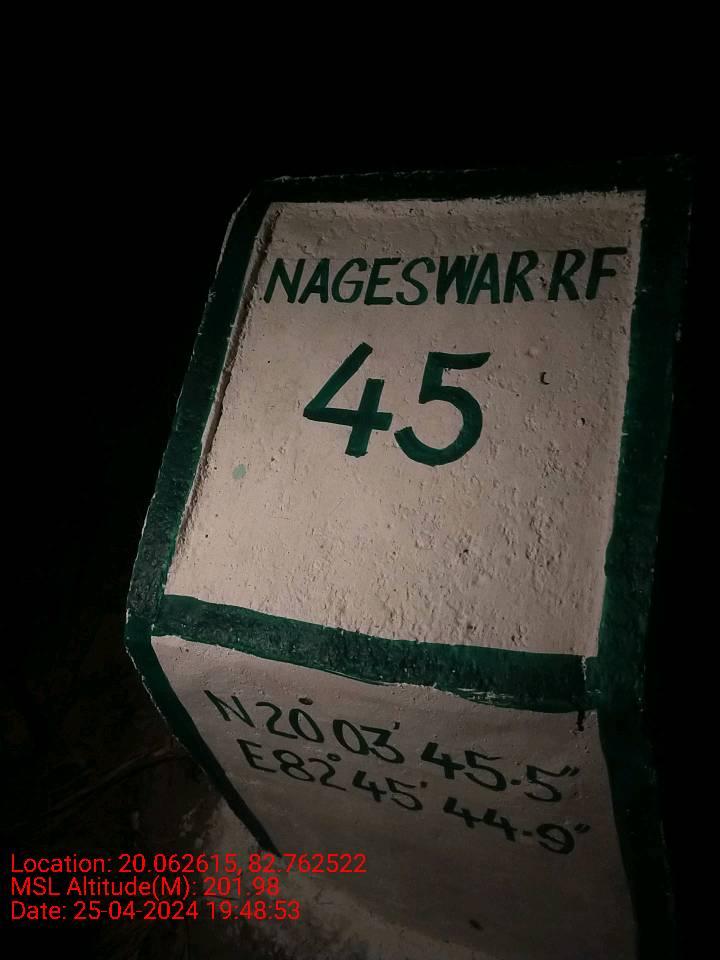 NAGESWAR RF
45
N 20° 03' 45.5"
E 82° 45' 44.9"
Location: 20.062615, 82.762522
MSL Altitude(M): 201.98
Date: 25-04-2024 19:48:53